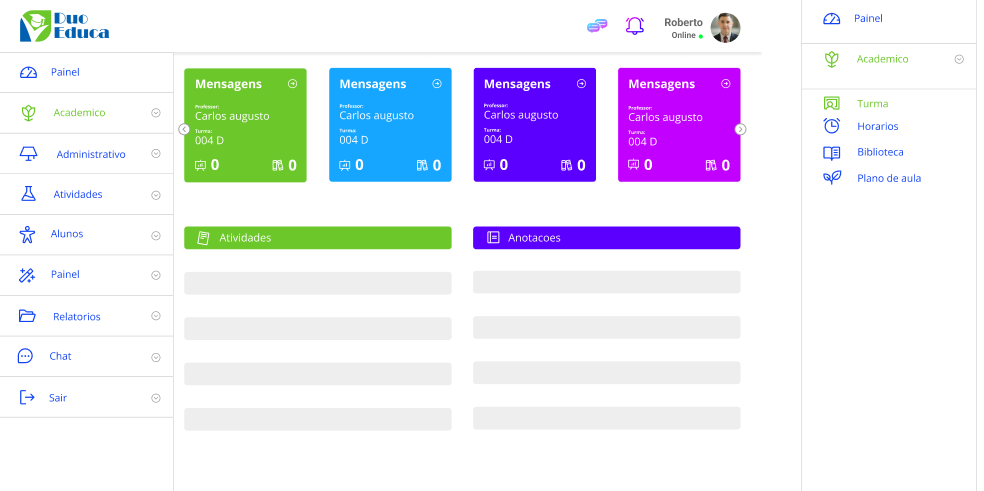 Duo
Educa
Roberto
Online
Painel
Academico
Administrativo
Atividades
Alunos
Painel
Relatorios
Chat
Sair
Mensagens
Professor:
Carlos augusto
Turma:
004 D
0 0
Mensagens
Professor:
Carlos augusto
Turma:
004 D
0 0
Mensagens
Professor:
Carlos augusto
Turma:
004 D
0 0
Mensagens
Professor:
Carlos augusto
Turma:
004 D
0 0
Atividades
Anotacoes
Painel
Academico
Turma
Horarios
Biblioteca
Plano de aula